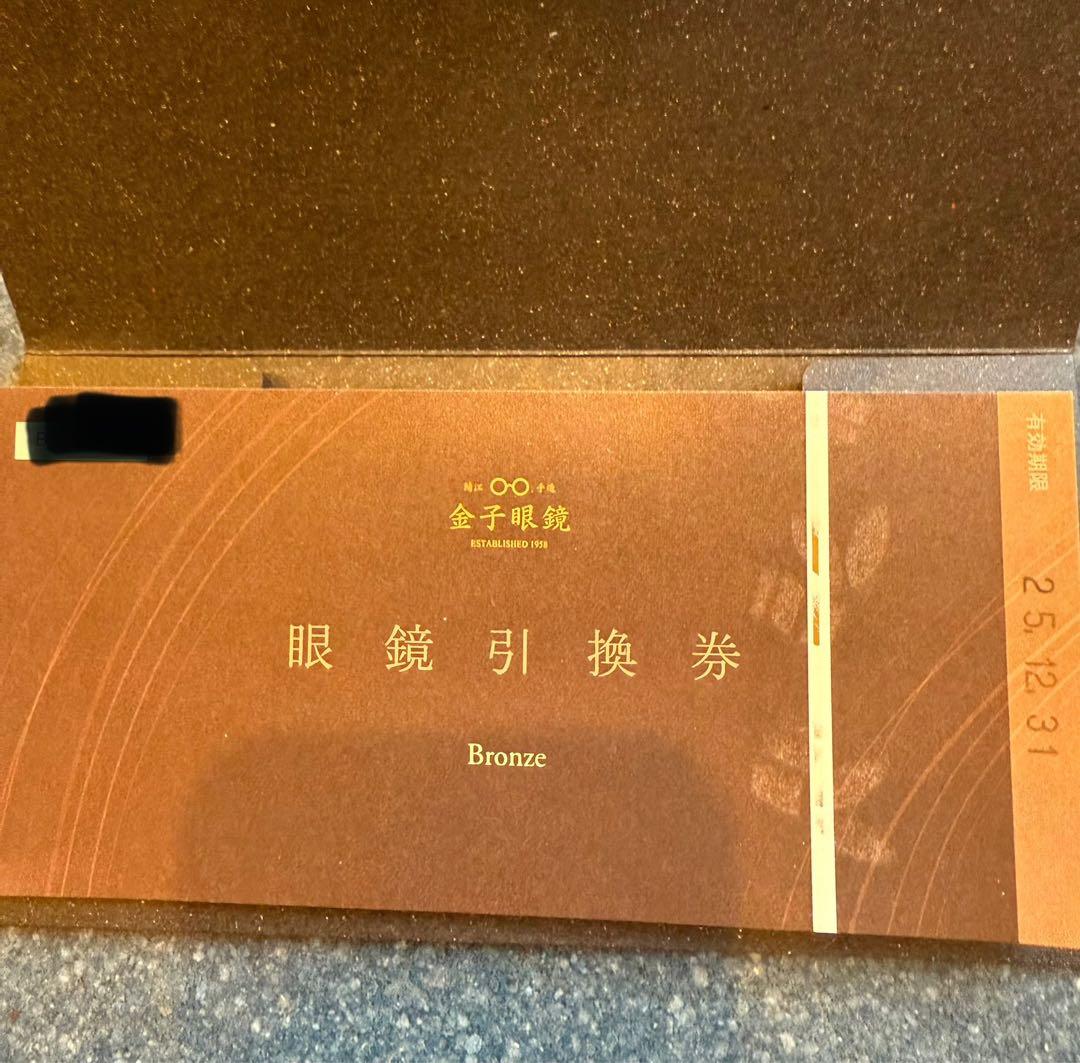 鯖江 手造
金子眼鏡
ESTABLISHED 1958
眼鏡引換券
Bronze
有効期限
25.12.31